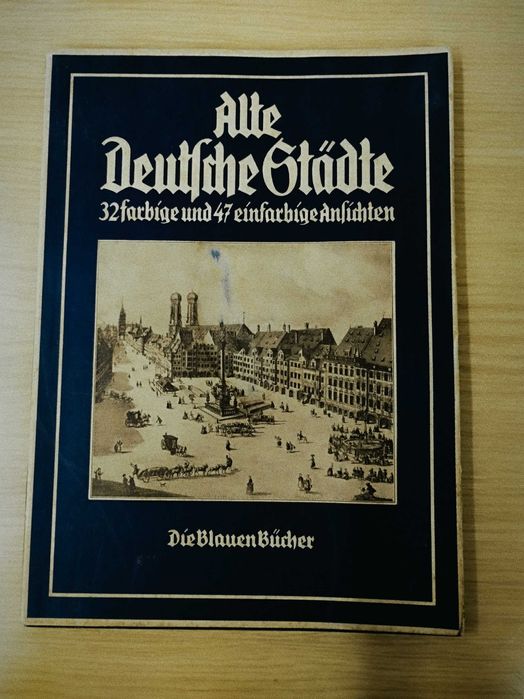 Alte
Deutsche Städte
32 farbige und 47 einfarbige Ansichten
Die Blauen Bücher